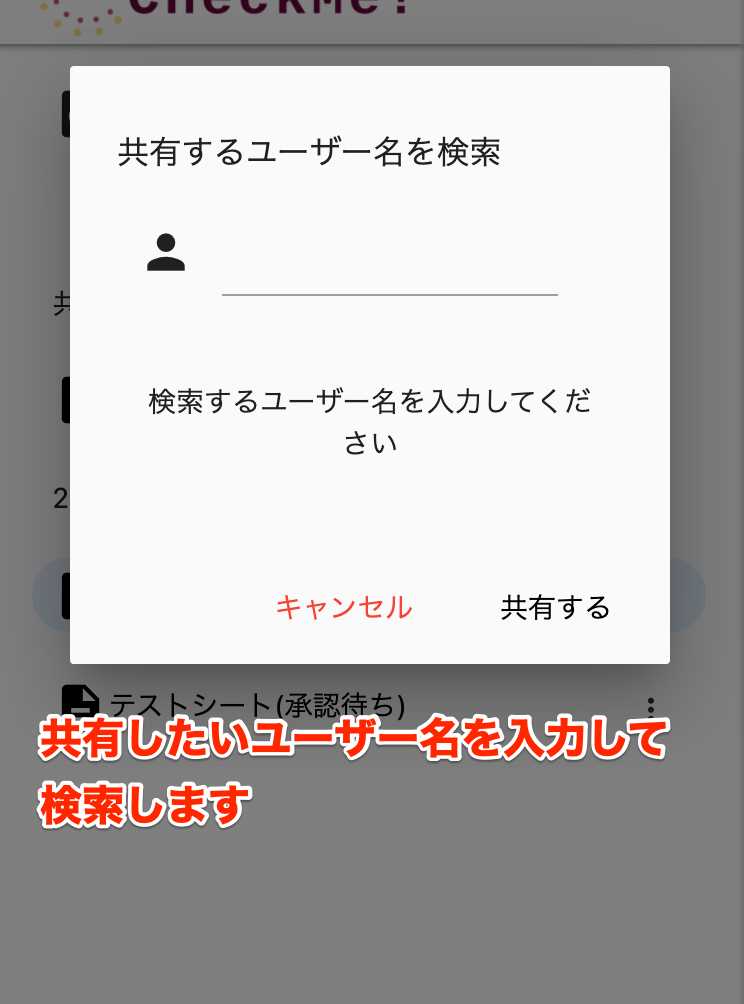 CheckMe!
共有するユーザー名を検索
共
検索するユーザー名を入力してくだ
さい
2
キャンセル
共有する
テストシート(承認待ち)
共有したいユーザー名を入力して
検索します